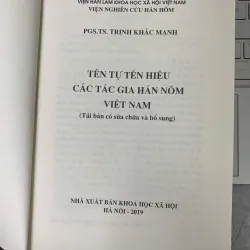 VIỆN HÀN LÂM KHOA HỌC XÃ HỘI VIỆT NAM
VIỆN NGHIÊN CỨU HÁN NÔM
PGS.TS. TRỊNH KHẮC MẠNH
TÊN TỰ TÊN HIỆU
CÁC TÁC GIA HÁN NÔM
VIỆT NAM
(Tái bản có sửa chữa và bổ sung)
NHÀ XUẤT BẢN KHOA HỌC XÃ HỘI
HÀ NỘI - 2019